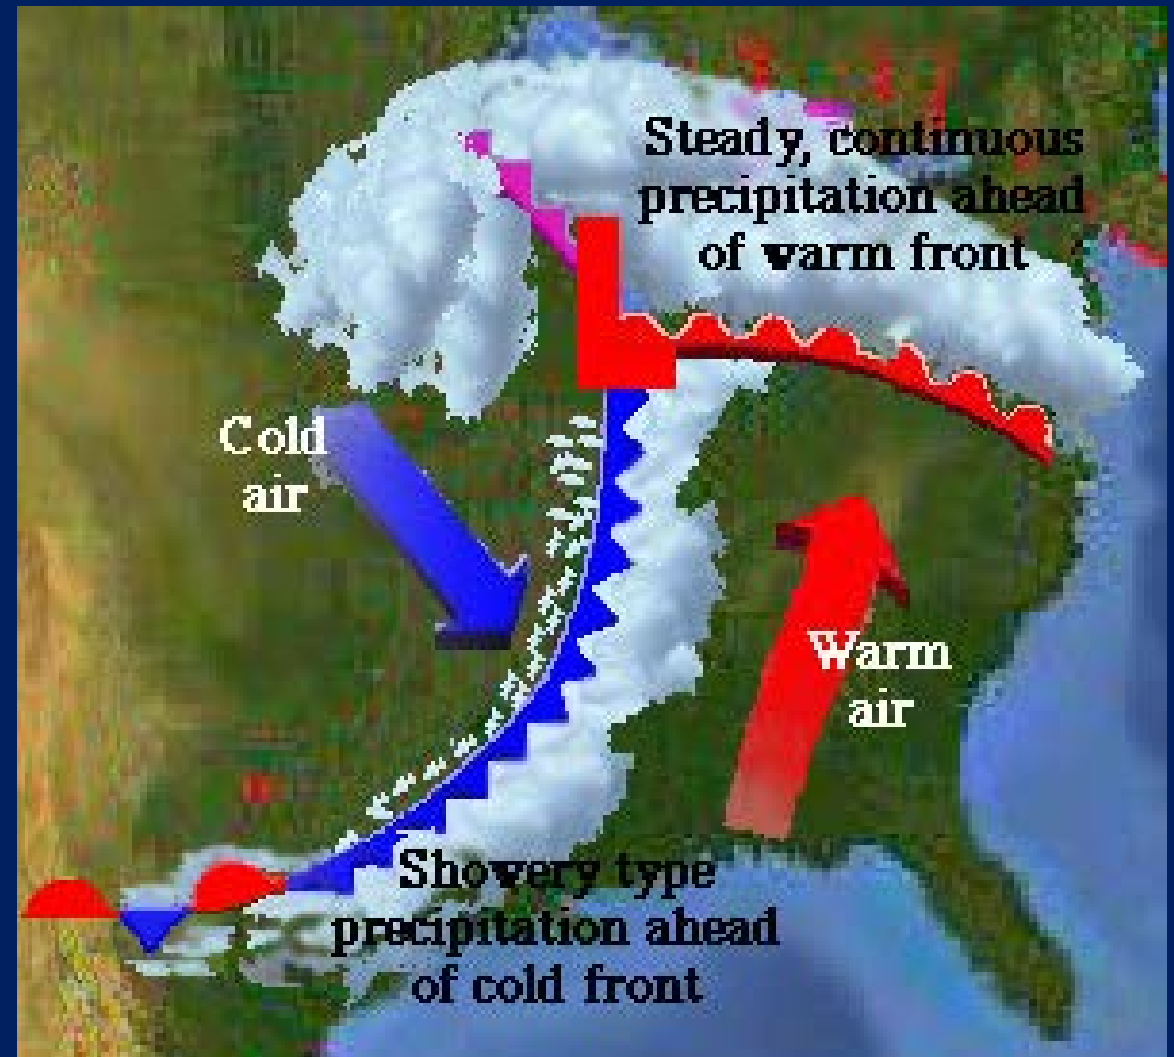 Steady, continuous
precipitation ahead
of warm front
L
Cold
air
Warm
air
Showery type
precipitation ahead
of cold front